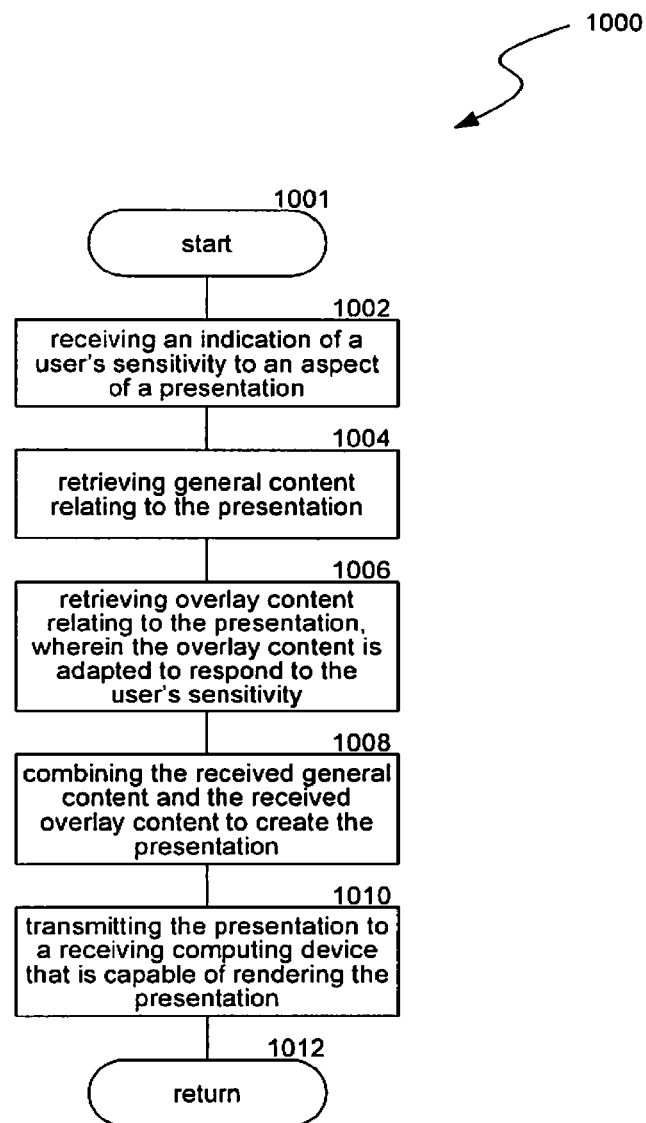 1000
1001
start
1002
receiving an indication of a
user's sensitivity to an aspect
of a presentation
1004
retrieving general content
relating to the presentation
1006
retrieving overlay content
relating to the presentation,
wherein the overlay content is
adapted to respond to the
user's sensitivity
1008
combining the received general
content and the received
overlay content to create the
presentation
1010
transmitting the presentation to
a receiving computing device
that is capable of rendering the
presentation
1012
return